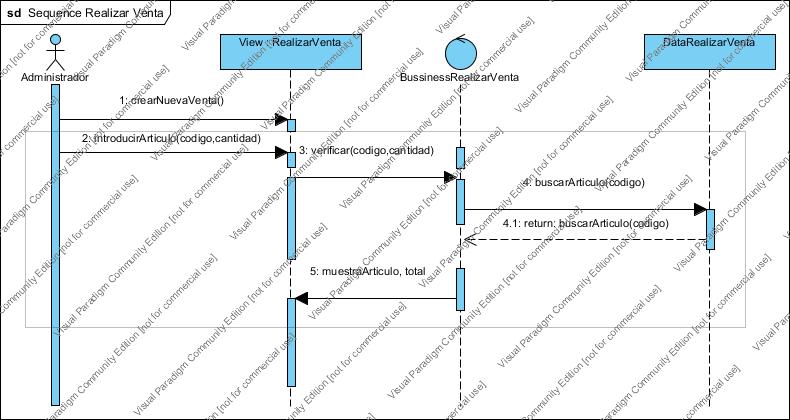 sd Sequence Realizar Venta
View : RealizarVenta
DataRealizarVenta
Administrador
BussinessRealizarVenta
1: crearNuevaVenta()
2: introducirArticulo(codigo,cantidad)
3: verificar(codigo,cantidad)
4: buscarArticulo(codigo)
4.1: return: buscarArticulo(codigo)
5: muestraArticulo, total
Visual Paradigm Community Edition [not for commercial use]